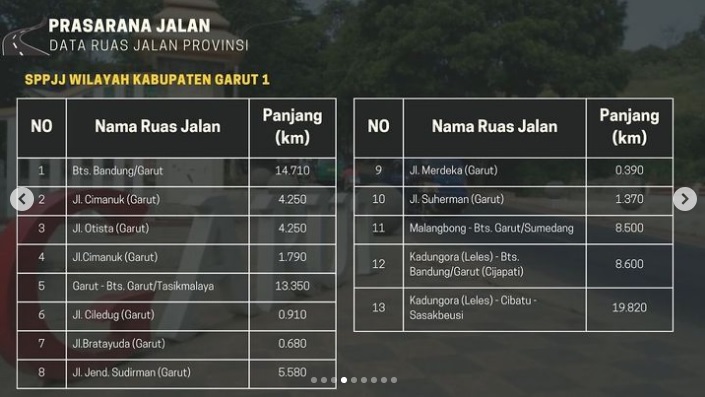 PRASARANA JALAN
DATA RUAS JALAN PROVINSI
SPPJJ WILAYAH KABUPATEN GARUT 1
NO Nama Ruas Jalan Panjang (km)
1 Bts. Bandung/Garut 14.710
2 Jl. Cimanuk (Garut) 4.250
3 Jl. Otista (Garut) 4.250
4 Jl.Cimanuk (Garut) 1.790
5 Garut - Bts. Garut/Tasikmalaya 13.350
6 Jl. Ciledug (Garut) 0.910
7 Jl.Bratayuda (Garut) 0.680
8 Jl. Jend. Sudirman (Garut) 5.580
NO Nama Ruas Jalan Panjang (km)
9 Jl. Merdeka (Garut) 0.390
10 Jl. Suherman (Garut) 1.370
11 Malangbong - Bts. Garut/Sumedang 8.500
12 Kadungora (Leles) - Bts. Bandung/Garut (Cijapati) 8.600
13 Kadungora (Leles) - Cibatu - Sasakbeusi 19.820